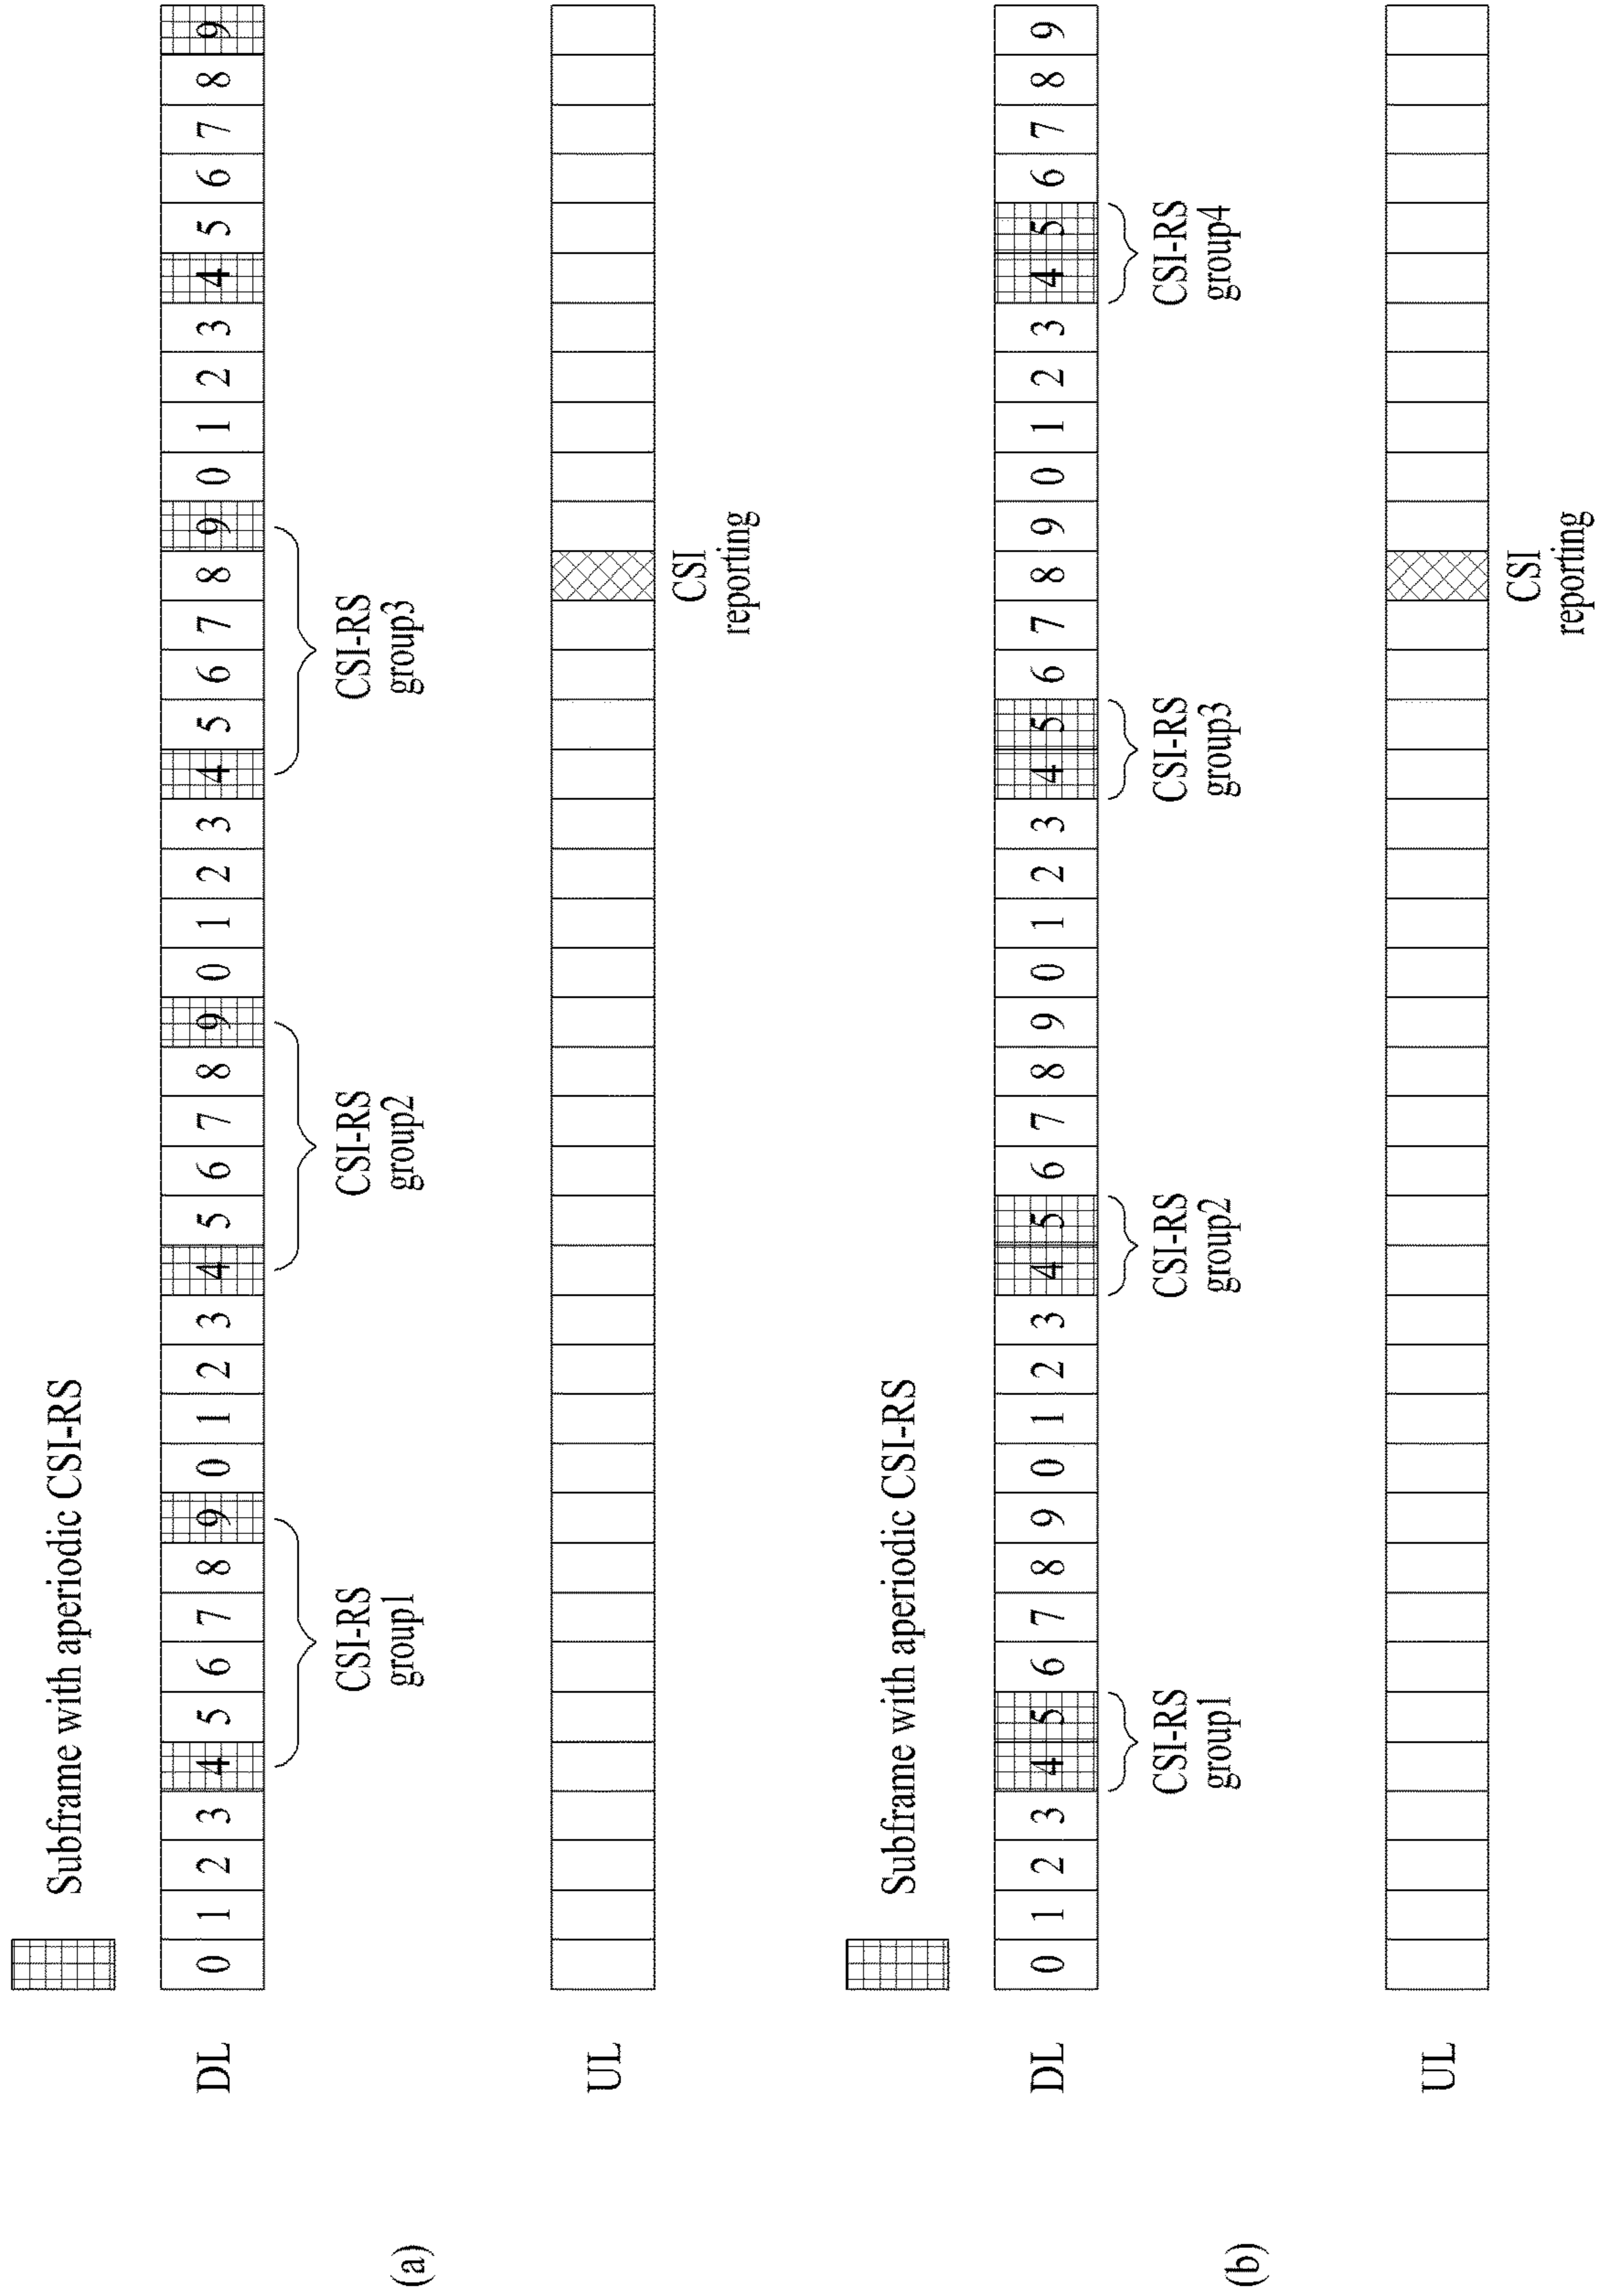 Subframe with aperiodic CSI-RS
DL 0 1 2 3 4 5 6 7 8 9 0 1 2 3 4 5 6 7 8 9 0 1 2 3 4 5 6 7 8 9 0 1 2 3 4 5 6 7 8 9
CSI-RS
group1
CSI-RS
group2
CSI-RS
group3
(a)
UL
CSI
reporting
Subframe with aperiodic CSI-RS
DL 0 1 2 3 4 5 6 7 8 9 0 1 2 3 4 5 6 7 8 9 0 1 2 3 4 5 6 7 8 9 0 1 2 3 4 5 6 7 8 9
CSI-RS
group1
CSI-RS
group2
CSI-RS
group3
CSI-RS
group4
(b)
UL
CSI
reporting